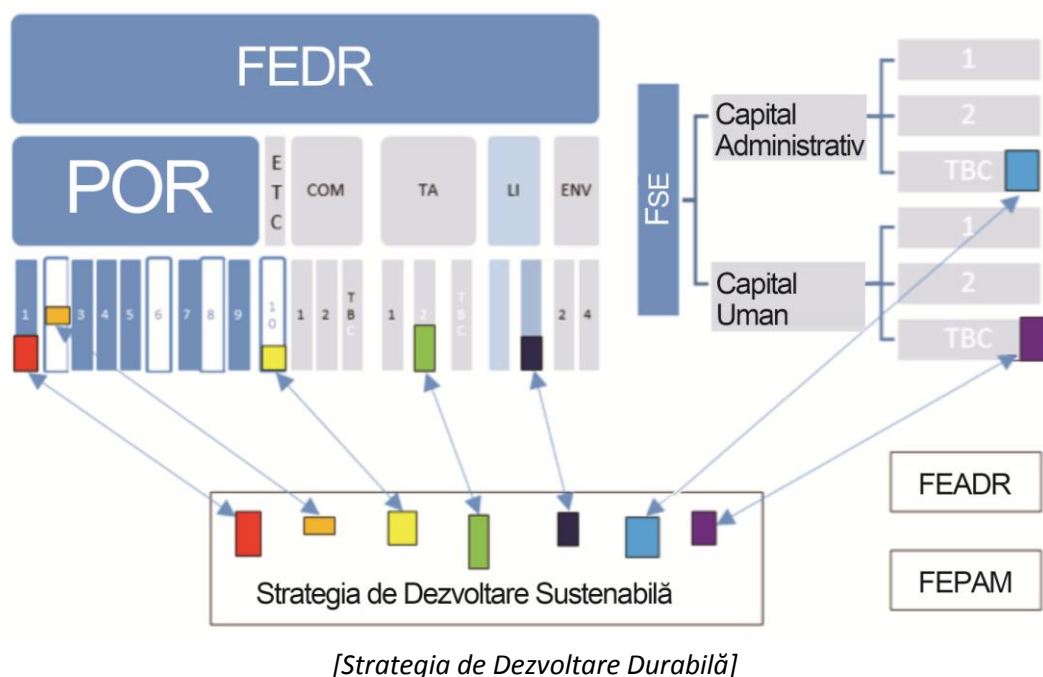 FEDR
POR
E
T
C
COM
TA
LI
ENV
1
3
4
5
6
7
8
9
10
1
2
T
B
C
1
2
T
B
C
2
4
FSE
Capital
Administrativ
1
2
TBC
Capital
Uman
1
2
TBC
FEADR
FEPAM
Strategia de Dezvoltare Sustenabilă
[Strategia de Dezvoltare Durabilă]